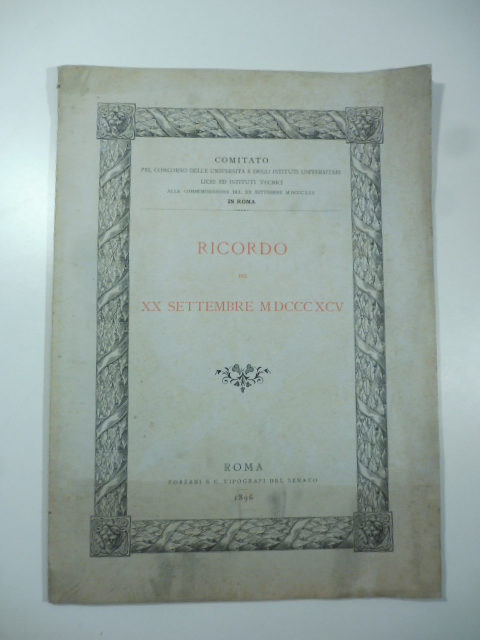 COMITATO
PEL CONCORSO DELLE UNIVERSITÀ E DEGLI ISTITUTI UNIVERSITARI
LICEI ED ISTITUTI TECNICI
ALLA COMMEMORAZIONE DEL XX SETTEMBRE MDCCCLXX
IN ROMA
RICORDO
DEL
XX SETTEMBRE MDCCCXCV
ROMA
FORZANI E C. TIPOGRAFI DEL SENATO
1896